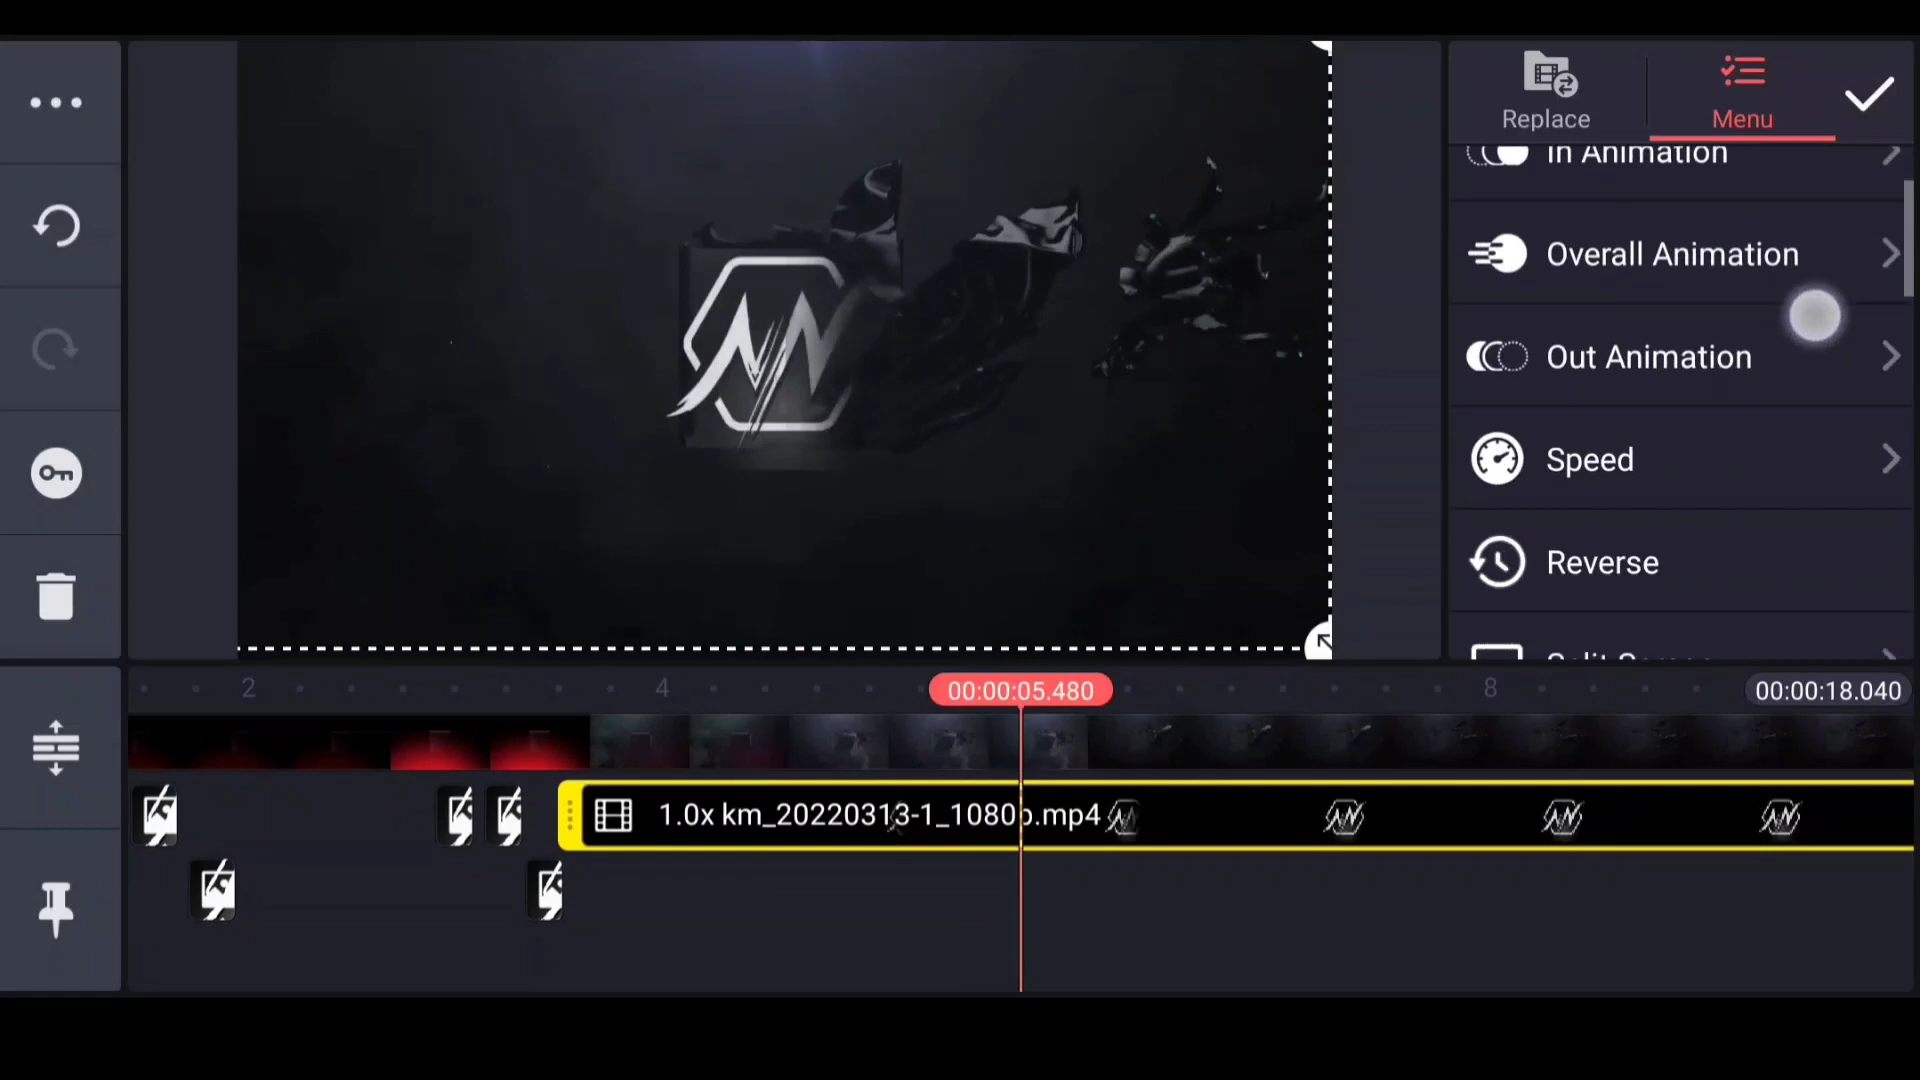 Replace
Menu
In Animation
Overall Animation
Out Animation
Speed
Reverse
2
4
00:00:05.480
8
00:00:18.040
1.0x km_20220313-1_1080p.mp4